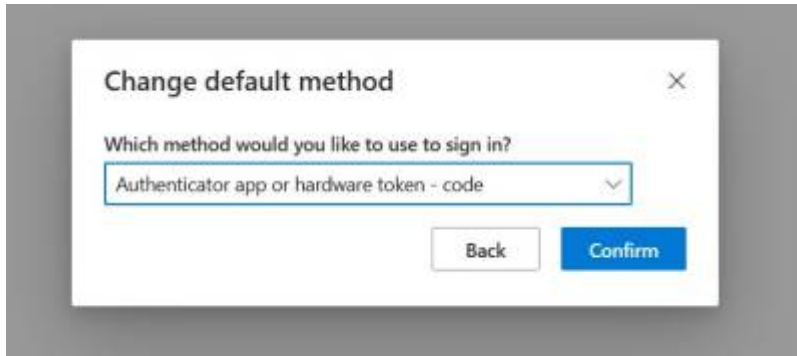 Change default method
Which method would you like to use to sign in?
Authenticator app or hardware token - code
Back Confirm